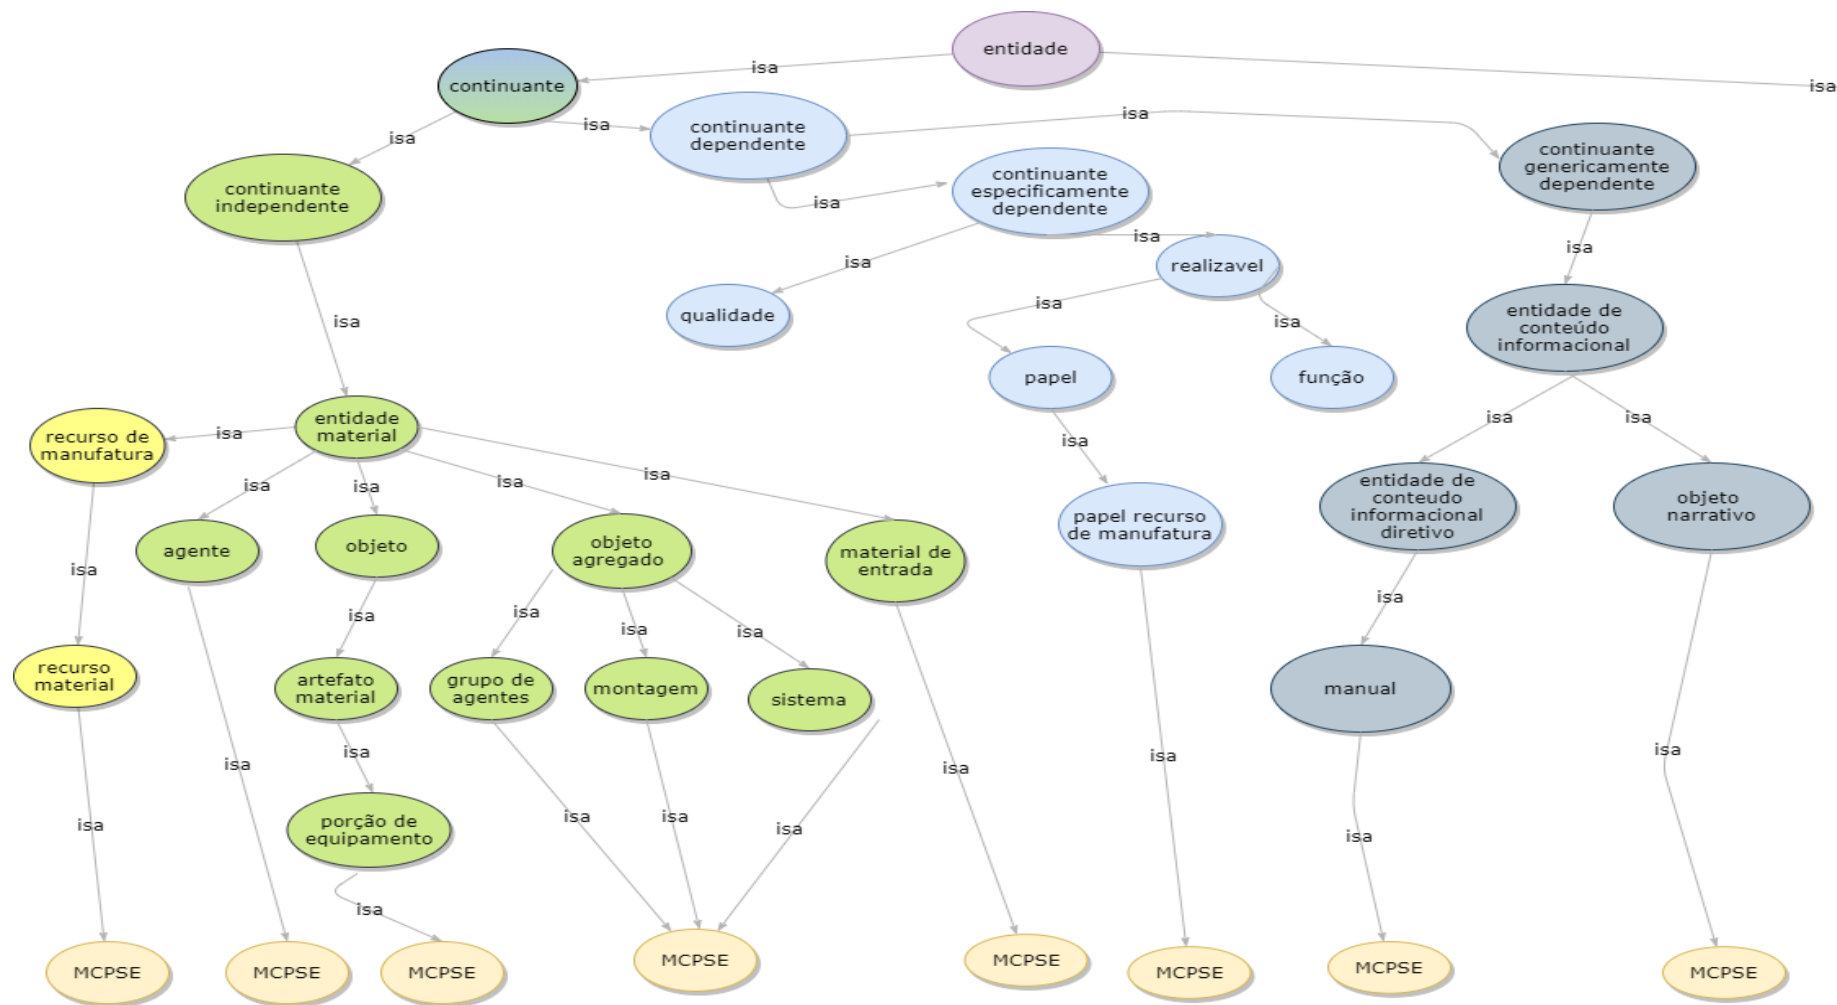 entidade
isa
isa
continuante
isa
isa
isa
continuante
dependente
continuante
genericamente
dependente
continuante
independente
isa
continuante
especificamente
dependente
isa
isa
isa
realizavel
qualidade
isa
isa
isa
entidade de
conteúdo
informacional
papel
função
isa
isa
isa
entidade
material
recurso de
manufatura
isa
isa
isa
isa
isa
isa
papel recurso
de manufatura
entidade de
conteudo
informacional
diretivo
objeto
narrativo
agente
objeto
objeto
agregado
material de
entrada
isa
isa
isa
isa
isa
isa
recurso
material
artefato
material
grupo de
agentes
montagem
sistema
manual
isa
isa
isa
isa
isa
isa
porção de
equipamento
isa
isa
isa
isa
isa
isa
MCPSE
MCPSE
MCPSE
MCPSE
MCPSE
MCPSE
MCPSE
MCPSE